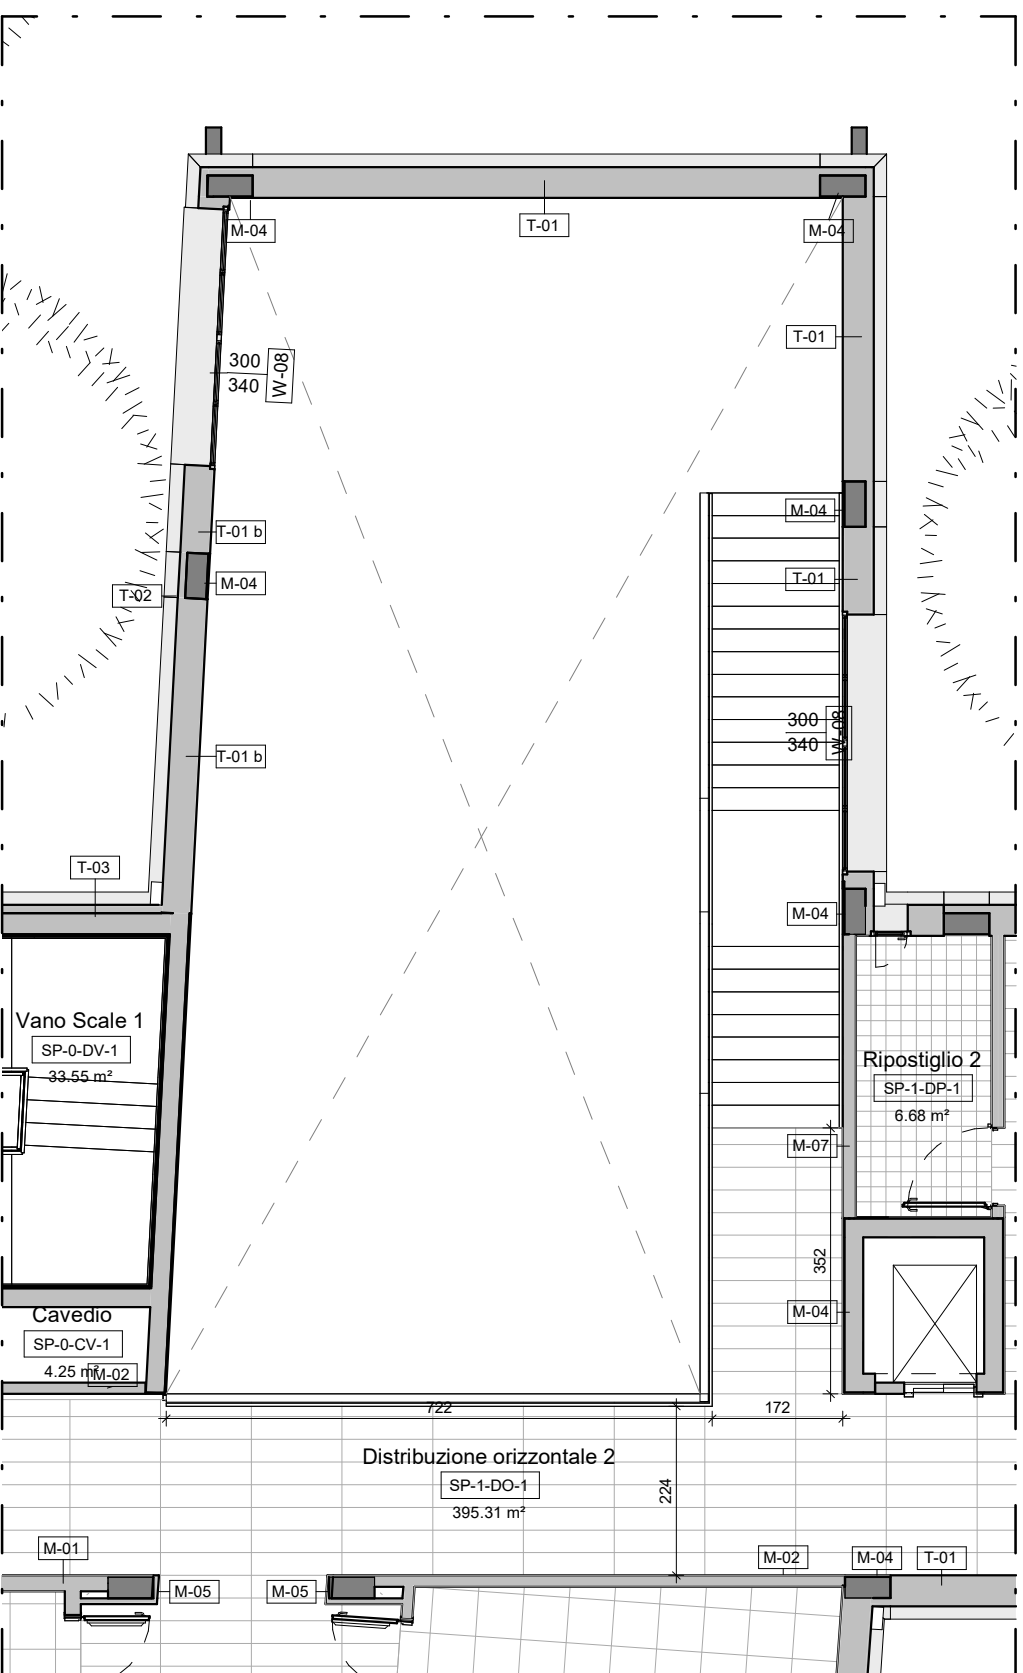 M-04
T-01
M-04
T-01
300
340
W-08
M-04
T-01 b
T-01
M-04
T-02
300
340
W-08
T-01 b
T-03
M-04
Vano Scale 1
SP-0-DV-1
33.55 m²
Ripostiglio 2
SP-1-DP-1
6.68 m²
M-07
352
M-04
Cavedio
SP-0-CV-1
4.25 m²
M-02
722
172
Distribuzione orizzontale 2
SP-1-DO-1
395.31 m²
224
M-01
M-02
M-04
T-01
M-05
M-05